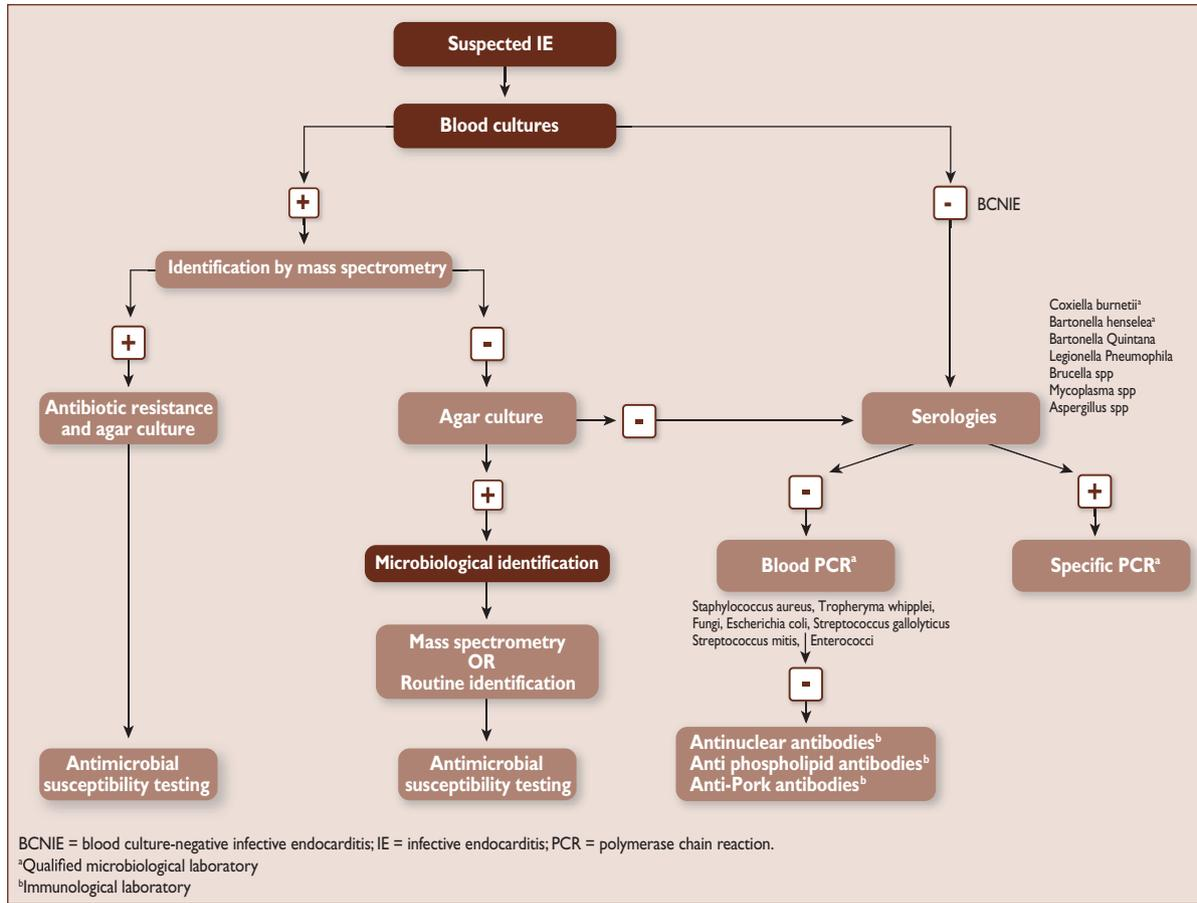 Suspected IE
Blood cultures
+
-
BCNIE
Identification by mass spectrometry
+
-
Coxiella burnetiiᵃ
Bartonella henseleaᵃ
Bartonella Quintana
Legionella Pneumophila
Brucella spp
Mycoplasma spp
Aspergillus spp
Antibiotic resistance
and agar culture
Agar culture
-
Serologies
+
-
+
Microbiological identification
Blood PCRᵃ
Specific PCRᵃ
Staphylococcus aureus, Tropheryma whipplei,
Fungi, Escherichia coli, Streptococcus gallolyticus
Streptococcus mitis, Enterococci
Mass spectrometry
OR
Routine identification
-
Antimicrobial
susceptibility testing
Antimicrobial
susceptibility testing
Antinuclear antibodiesᵇ
Anti phospholipid antibodiesᵇ
Anti-Pork antibodiesᵇ
BCNIE = blood culture-negative infective endocarditis; IE = infective endocarditis; PCR = polymerase chain reaction.
ᵃQualified microbiological laboratory
ᵇImmunological laboratory